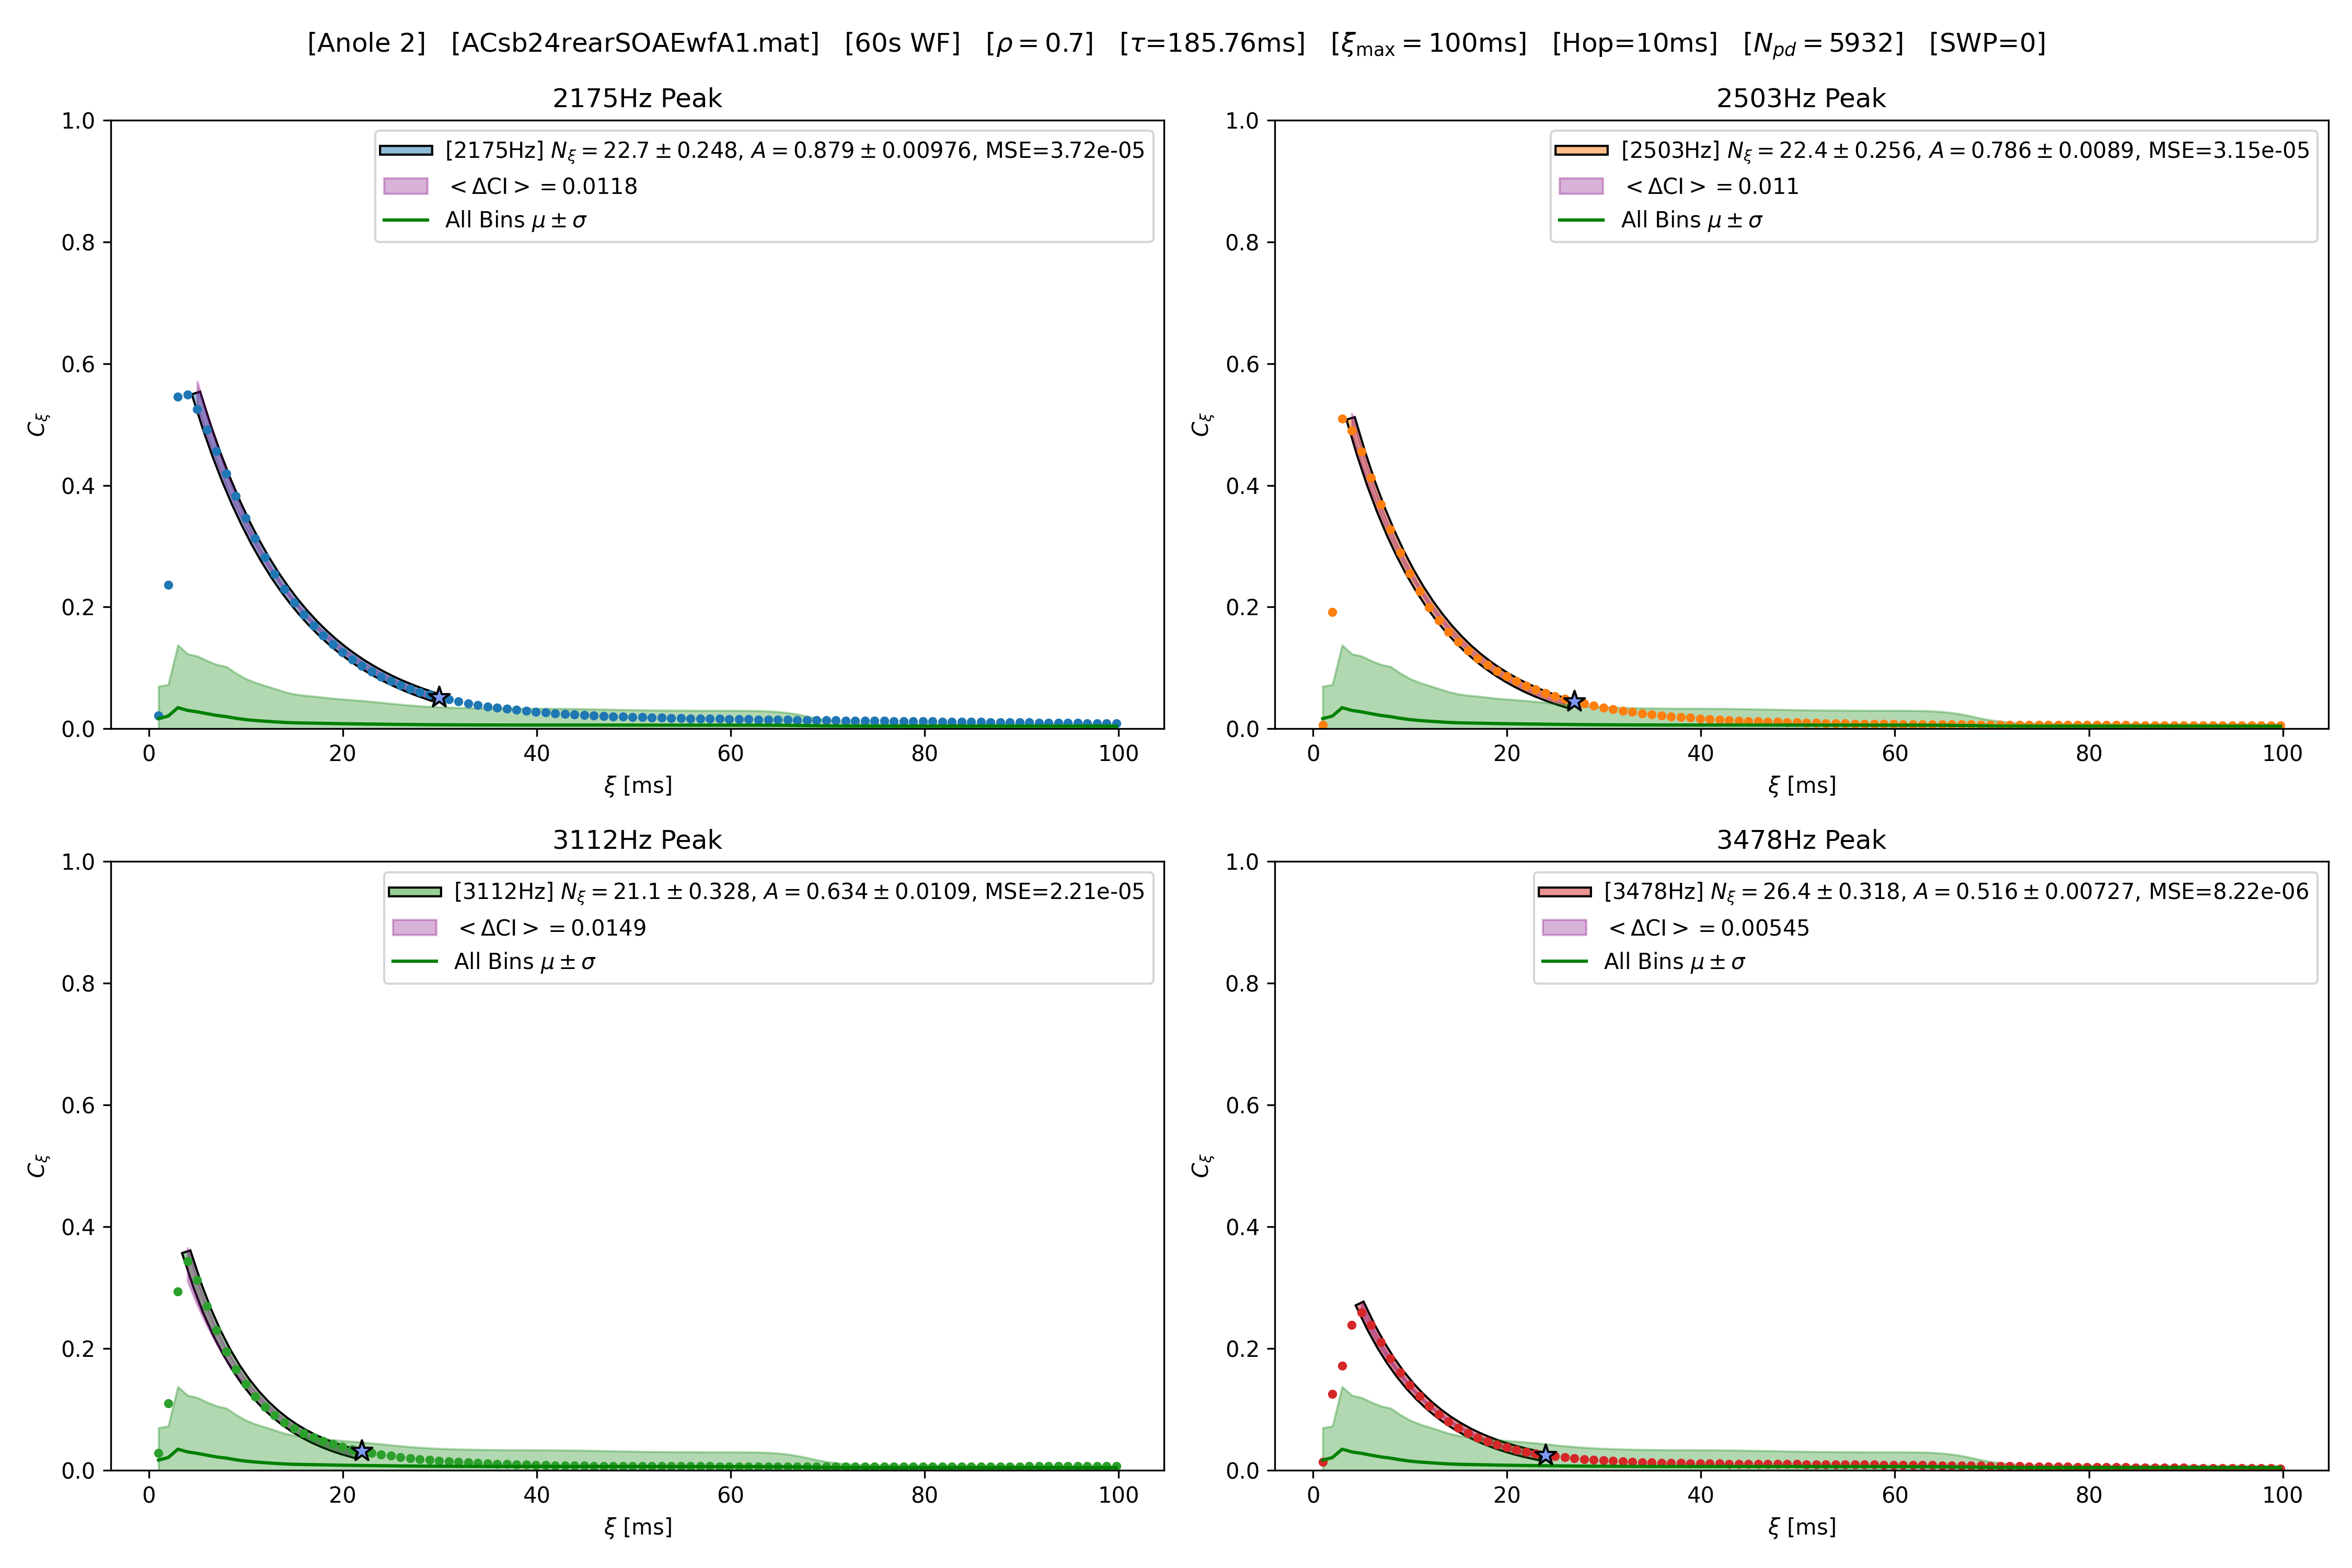 [Anole 2] [ACsb24rearSOAEwfA1.mat] [60s WF] [ρ = 0.7] [τ=185.76ms] [ξmax = 100ms] [Hop=10ms] [Npd = 5932] [SWP=0]
2175Hz Peak
[2175Hz] Nξ = 22.7 ± 0.248, A = 0.879 ± 0.00976, MSE=3.72e-05
< ΔCI > = 0.0118
All Bins μ ± σ
1.0
0.8
0.6
0.4
0.2
0.0
Cξ
0 20 40 60 80 100
ξ [ms]
2503Hz Peak
[2503Hz] Nξ = 22.4 ± 0.256, A = 0.786 ± 0.0089, MSE=3.15e-05
< ΔCI > = 0.011
All Bins μ ± σ
1.0
0.8
0.6
0.4
0.2
0.0
Cξ
0 20 40 60 80 100
ξ [ms]
3112Hz Peak
[3112Hz] Nξ = 21.1 ± 0.328, A = 0.634 ± 0.0109, MSE=2.21e-05
< ΔCI > = 0.0149
All Bins μ ± σ
1.0
0.8
0.6
0.4
0.2
0.0
Cξ
0 20 40 60 80 100
ξ [ms]
3478Hz Peak
[3478Hz] Nξ = 26.4 ± 0.318, A = 0.516 ± 0.00727, MSE=8.22e-06
< ΔCI > = 0.00545
All Bins μ ± σ
1.0
0.8
0.6
0.4
0.2
0.0
Cξ
0 20 40 60 80 100
ξ [ms]